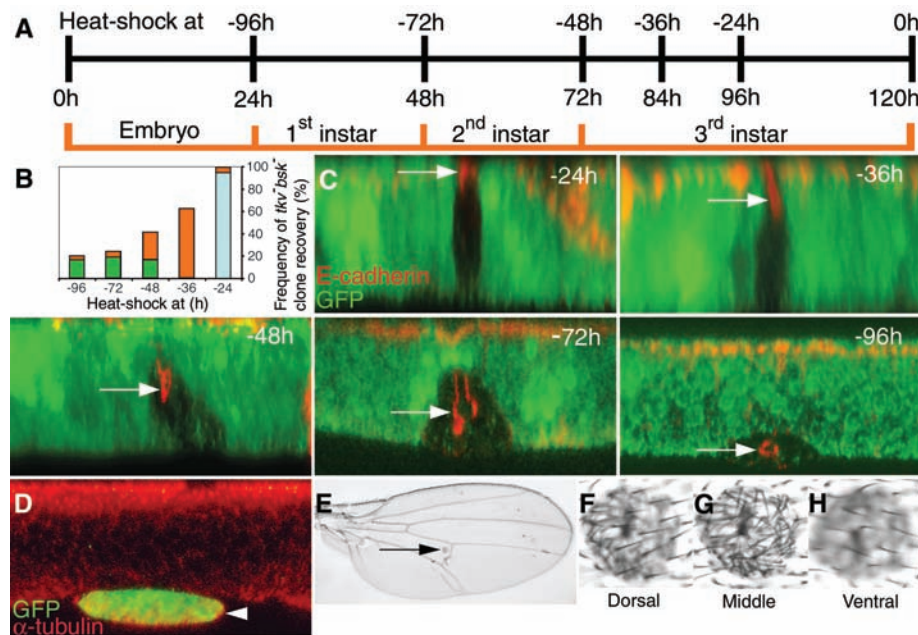 A Heat-shock at -96h -72h -48h -36h -24h 0h
0h 24h 48h 72h 84h 96h 120h
Embryo 1st instar 2nd instar 3rd instar
B
100
80
60
40
20
0
Frequency of tkv-bsk-
clone recovery (%)
-96 -72 -48 -36 -24
Heat-shock at (h)
C -24h
E-cadherin
GFP
-36h
-48h
-72h
-96h
D
GFP
α-tubulin
E
F
Dorsal
G
Middle
H
Ventral